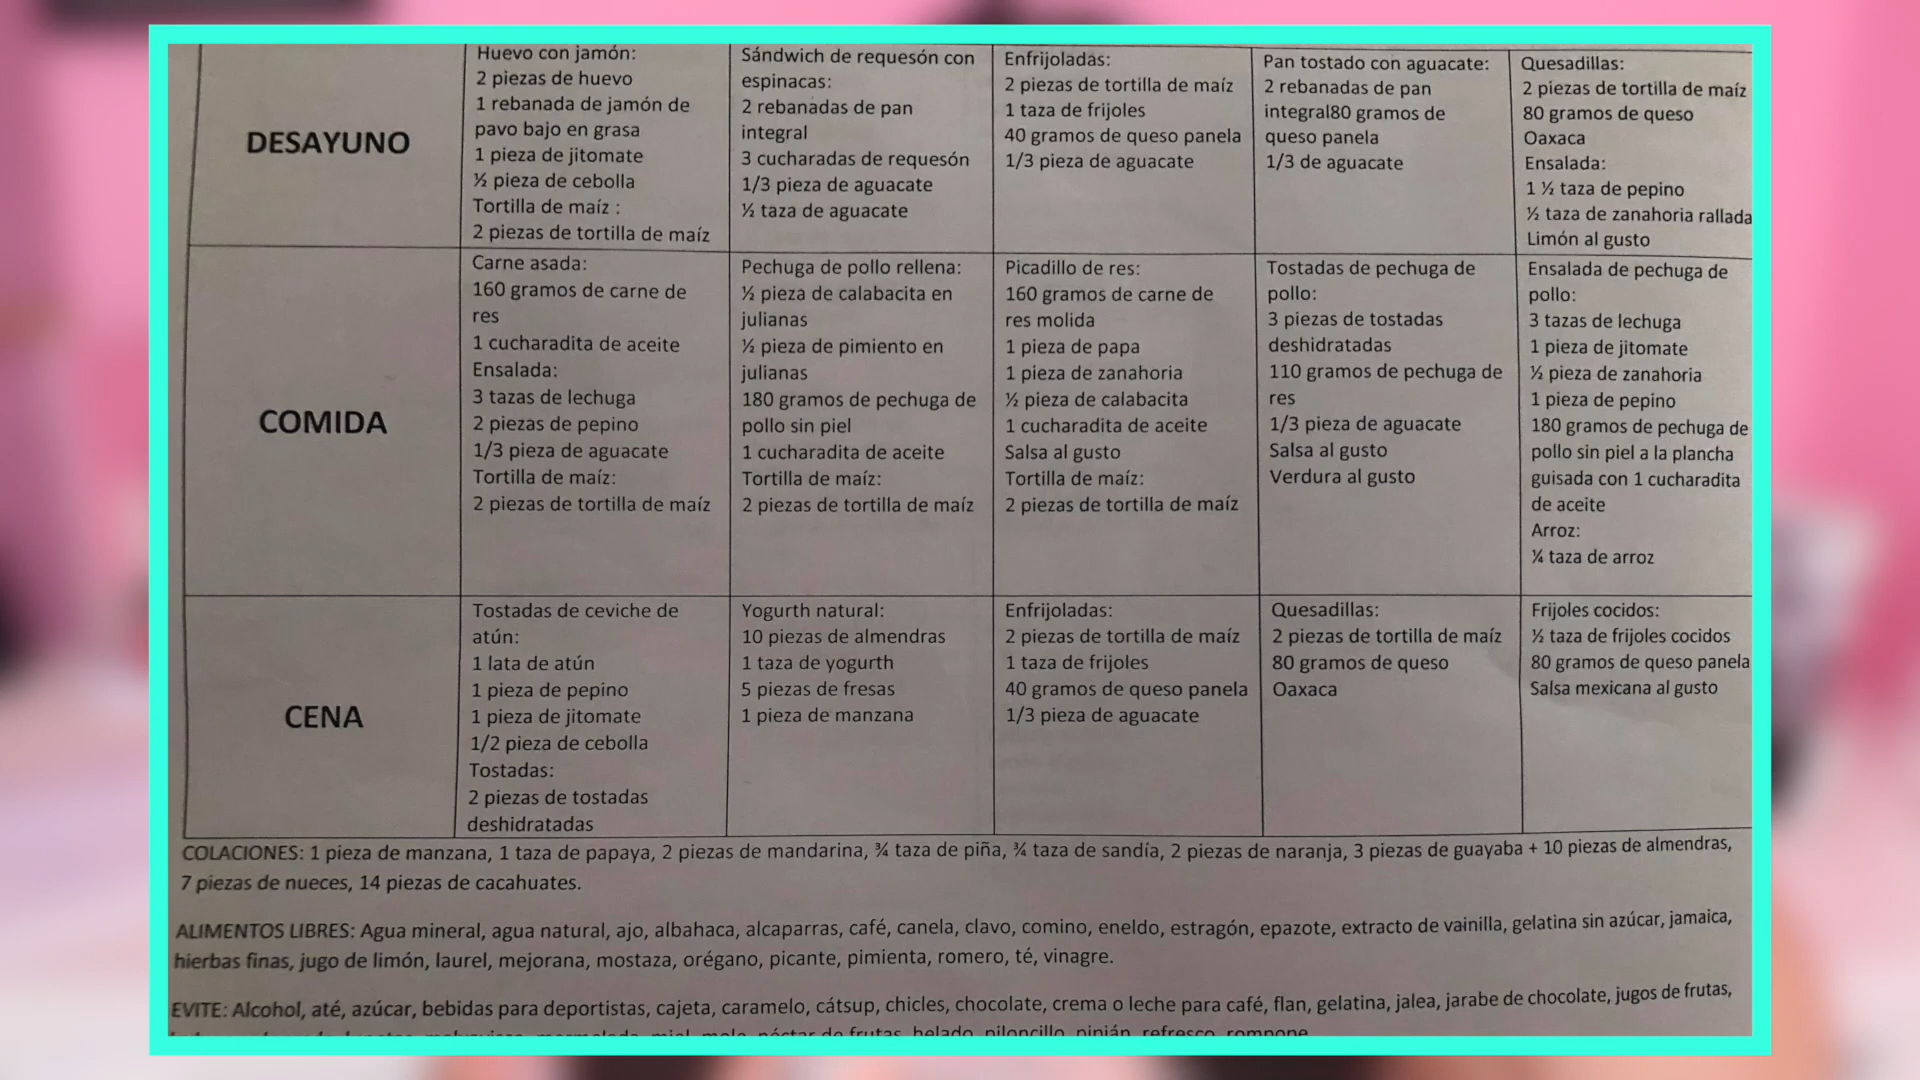 DESAYUNO
Huevo con jamón:
2 piezas de huevo
1 rebanada de jamón de
pavo bajo en grasa
1 pieza de jitomate
½ pieza de cebolla
Tortilla de maíz :
2 piezas de tortilla de maíz
Sándwich de requesón con
espinacas:
2 rebanadas de pan
integral
3 cucharadas de requesón
1/3 pieza de aguacate
½ taza de aguacate
Enfrijoladas:
2 piezas de tortilla de maíz
1 taza de frijoles
40 gramos de queso panela
1/3 pieza de aguacate
Pan tostado con aguacate:
2 rebanadas de pan
integral80 gramos de
queso panela
1/3 de aguacate
Quesadillas:
2 piezas de tortilla de maíz
80 gramos de queso
Oaxaca
Ensalada:
1 ½ taza de pepino
½ taza de zanahoria rallada
Limón al gusto
COMIDA
Carne asada:
160 gramos de carne de
res
1 cucharadita de aceite
Ensalada:
3 tazas de lechuga
2 piezas de pepino
1/3 pieza de aguacate
Tortilla de maíz:
2 piezas de tortilla de maíz
Pechuga de pollo rellena:
½ pieza de calabacita en
julianas
½ pieza de pimiento en
julianas
180 gramos de pechuga de
pollo sin piel
1 cucharadita de aceite
Tortilla de maíz:
2 piezas de tortilla de maíz
Picadillo de res:
160 gramos de carne de
res molida
1 pieza de papa
1 pieza de zanahoria
½ pieza de calabacita
1 cucharadita de aceite
Salsa al gusto
Tortilla de maíz:
2 piezas de tortilla de maíz
Tostadas de pechuga de
pollo:
3 piezas de tostadas
deshidratadas
110 gramos de pechuga de
res
1/3 pieza de aguacate
Salsa al gusto
Verdura al gusto
Ensalada de pechuga de
pollo:
3 tazas de lechuga
1 pieza de jitomate
½ pieza de zanahoria
1 pieza de pepino
180 gramos de pechuga de
pollo sin piel a la plancha
guisada con 1 cucharadita
de aceite
Arroz:
¼ taza de arroz
CENA
Tostadas de ceviche de
atún:
1 lata de atún
1 pieza de pepino
1 pieza de jitomate
1/2 pieza de cebolla
Tostadas:
2 piezas de tostadas
deshidratadas
Yogurth natural:
10 piezas de almendras
1 taza de yogurth
5 piezas de fresas
1 pieza de manzana
Enfrijoladas:
2 piezas de tortilla de maíz
1 taza de frijoles
40 gramos de queso panela
1/3 pieza de aguacate
Quesadillas:
2 piezas de tortilla de maíz
80 gramos de queso
Oaxaca
Frijoles cocidos:
½ taza de frijoles cocidos
80 gramos de queso panela
Salsa mexicana al gusto
COLACIONES: 1 pieza de manzana, 1 taza de papaya, 2 piezas de mandarina, ¾ taza de piña, ¾ taza de sandía, 2 piezas de naranja, 3 piezas de guayaba + 10 piezas de almendras,
7 piezas de nueces, 14 piezas de cacahuates.
ALIMENTOS LIBRES: Agua mineral, agua natural, ajo, albahaca, alcaparras, café, canela, clavo, comino, eneldo, estragón, epazote, extracto de vainilla, gelatina sin azúcar, jamaica,
hierbas finas, jugo de limón, laurel, mejorana, mostaza, orégano, picante, pimienta, romero, té, vinagre.
EVITE: Alcohol, até, azúcar, bebidas para deportistas, cajeta, caramelo, cátsup, chicles, chocolate, crema o leche para café, flan, gelatina, jalea, jarabe de chocolate, jugos de frutas,
mermelada, miel, mole, néctar de frutas, helado, piloncillo, pinián, refresco, rompope